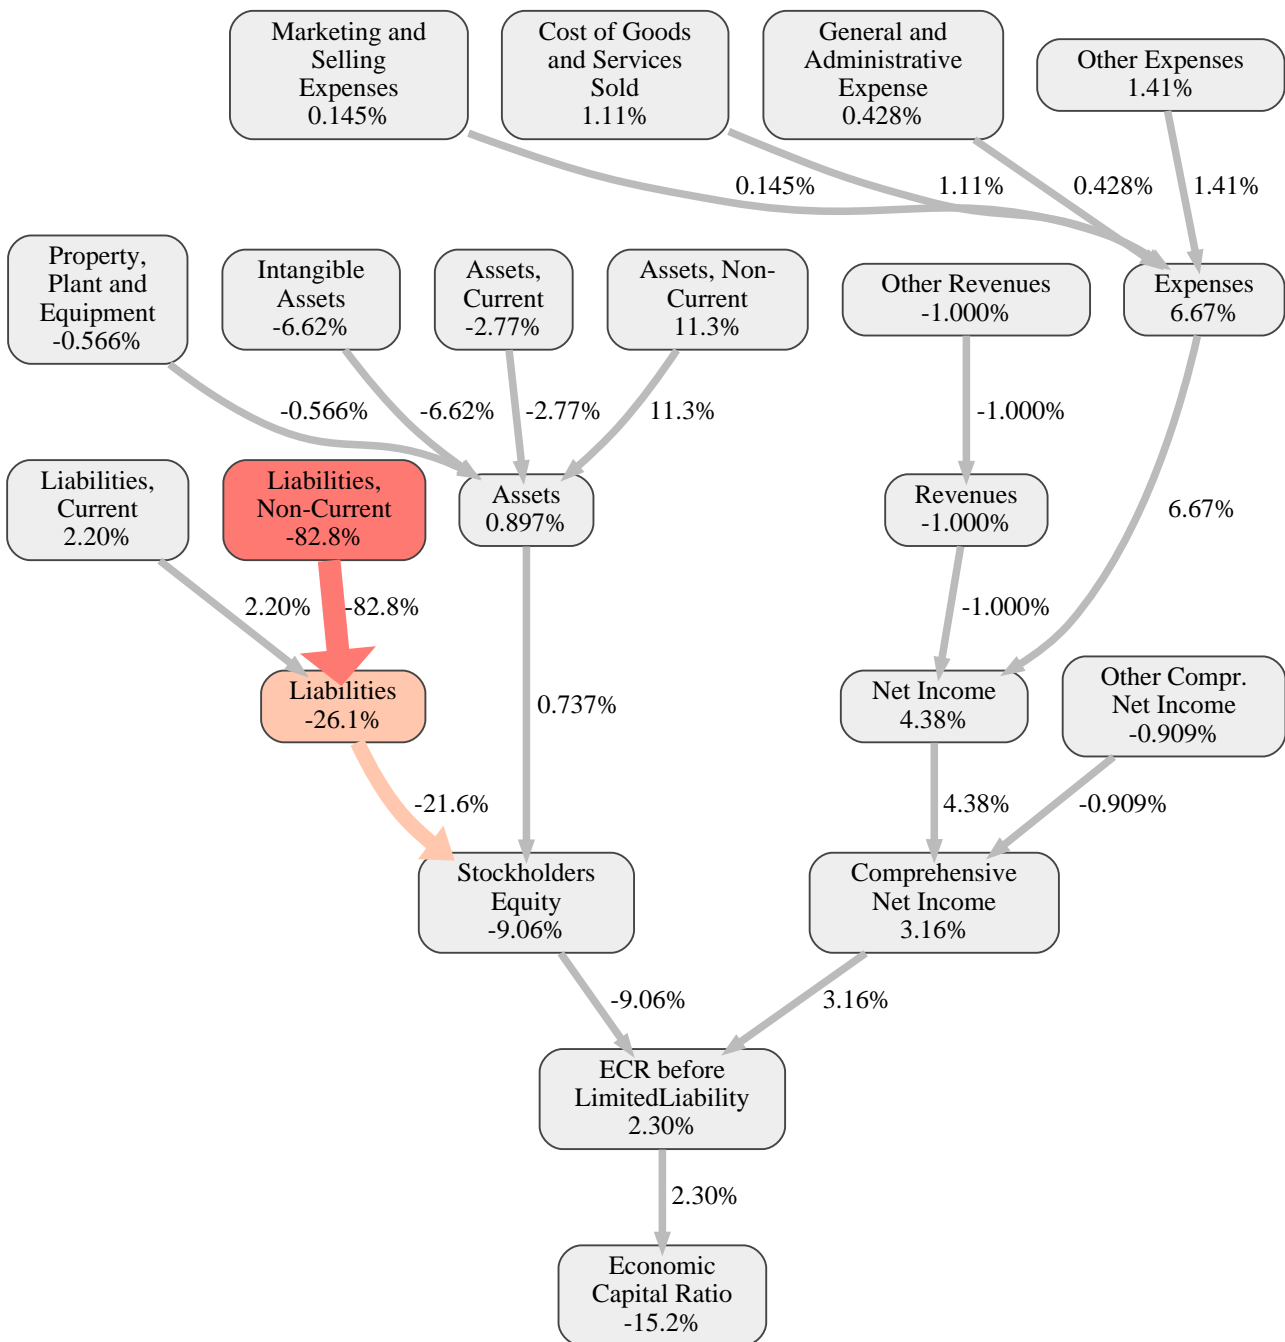 Marketing and
Selling
Expenses
0.145%
Cost of Goods
and Services
Sold
1.11%
General and
Administrative
Expense
0.428%
Other Expenses
1.41%
0.145%
1.11%
0.428%
1.41%
Property,
Plant and
Equipment
-0.566%
Intangible
Assets
-6.62%
Assets,
Current
-2.77%
Assets, Non-
Current
11.3%
Other Revenues
-1.000%
Expenses
6.67%
-0.566%
-6.62%
-2.77%
11.3%
-1.000%
Liabilities,
Current
2.20%
Liabilities,
Non-Current
-82.8%
Assets
0.897%
Revenues
-1.000%
6.67%
2.20%
-82.8%
-1.000%
Liabilities
-26.1%
0.737%
Net Income
4.38%
Other Compr.
Net Income
-0.909%
-21.6%
4.38%
-0.909%
Stockholders
Equity
-9.06%
Comprehensive
Net Income
3.16%
-9.06%
3.16%
ECR before
LimitedLiability
2.30%
2.30%
Economic
Capital Ratio
-15.2%